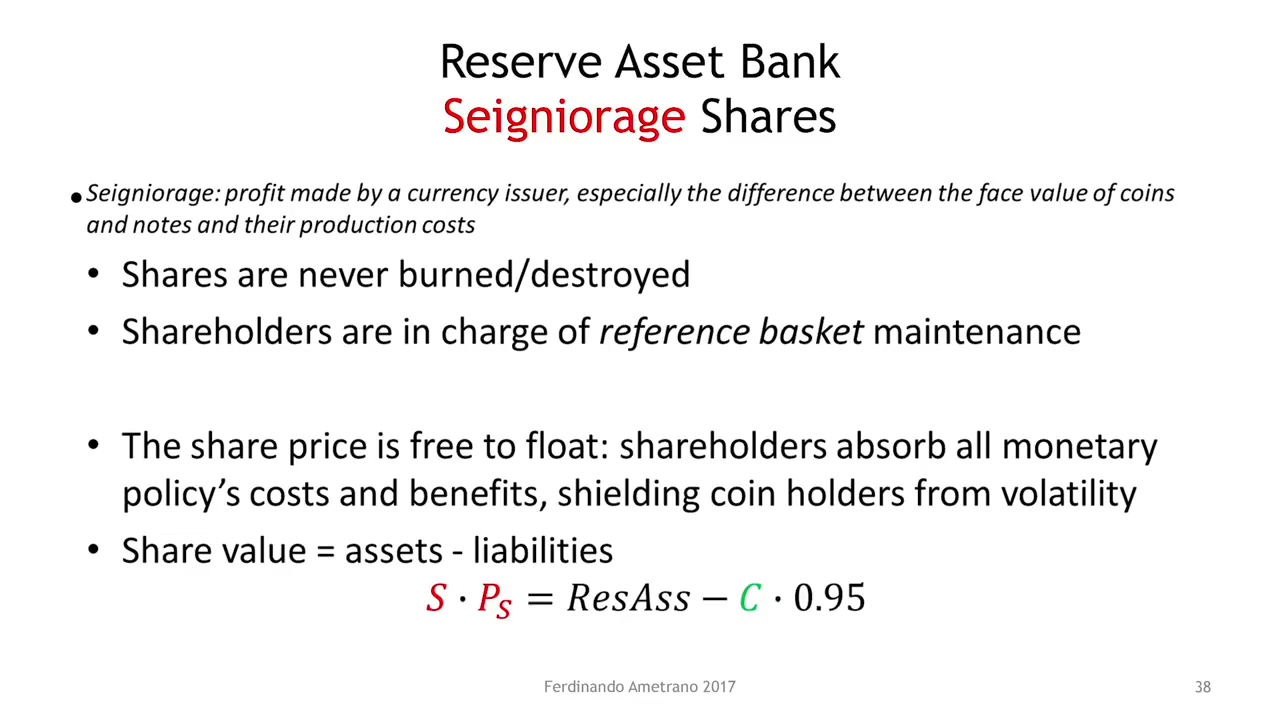 Reserve Asset Bank
Seigniorage Shares
• Seigniorage: profit made by a currency issuer, especially the difference between the face value of coins
and notes and their production costs
• Shares are never burned/destroyed
• Shareholders are in charge of reference basket maintenance
• The share price is free to float: shareholders absorb all monetary
policy’s costs and benefits, shielding coin holders from volatility
• Share value = assets - liabilities
S · P_S = ResAss − C · 0.95
Ferdinando Ametrano 2017
38